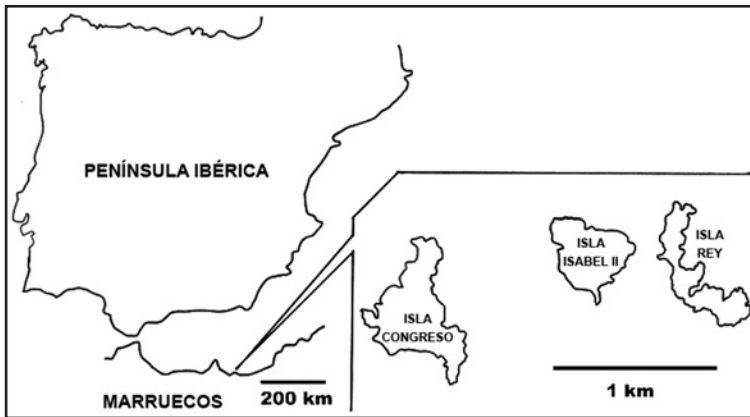 PENÍNSULA IBÉRICA
MARRUECOS
200 km
ISLA
CONGRESO
ISLA
ISABEL II
ISLA
REY
1 km